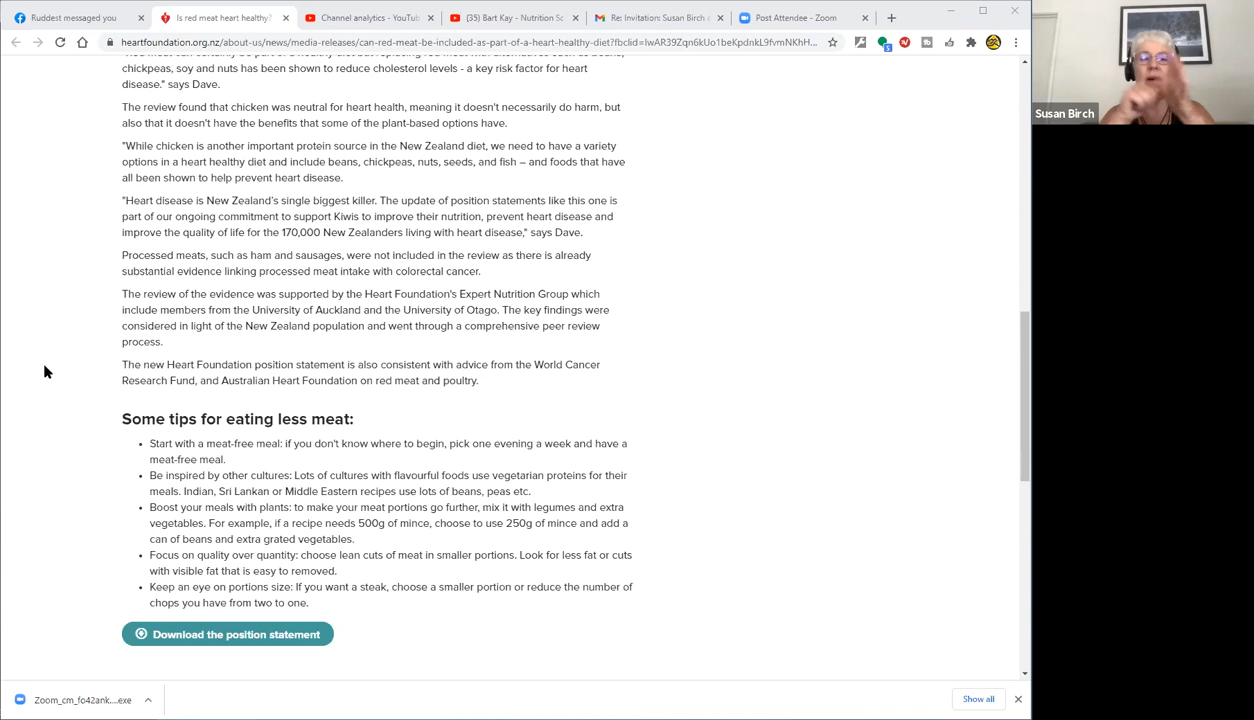 Ruddest messaged you
Is red meat heart healthy?
Channel analytics - YouTube
(35) Bart Kay - Nutrition Sc
Re: Invitation: Susan Birch @
Post Attendee - Zoom
heartfoundation.org.nz/about-us/news/media-releases/can-red-meat-be-included-as-part-of-a-heart-healthy-diet?fbclid=IwAR39Zqn6kUo1beKpdnkL9fvmNKhH...
5
chickpeas, soy and nuts has been shown to reduce cholesterol levels - a key risk factor for heart
disease." says Dave.
The review found that chicken was neutral for heart health, meaning it doesn't necessarily do harm, but
also that it doesn't have the benefits that some of the plant-based options have.
"While chicken is another important protein source in the New Zealand diet, we need to have a variety
options in a heart healthy diet and include beans, chickpeas, nuts, seeds, and fish – and foods that have
all been shown to help prevent heart disease.
"Heart disease is New Zealand's single biggest killer. The update of position statements like this one is
part of our ongoing commitment to support Kiwis to improve their nutrition, prevent heart disease and
improve the quality of life for the 170,000 New Zealanders living with heart disease," says Dave.
Processed meats, such as ham and sausages, were not included in the review as there is already
substantial evidence linking processed meat intake with colorectal cancer.
The review of the evidence was supported by the Heart Foundation's Expert Nutrition Group which
include members from the University of Auckland and the University of Otago. The key findings were
considered in light of the New Zealand population and went through a comprehensive peer review
process.
The new Heart Foundation position statement is also consistent with advice from the World Cancer
Research Fund, and Australian Heart Foundation on red meat and poultry.
Some tips for eating less meat:
• Start with a meat-free meal: if you don't know where to begin, pick one evening a week and have a
meat-free meal.
• Be inspired by other cultures: Lots of cultures with flavourful foods use vegetarian proteins for their
meals. Indian, Sri Lankan or Middle Eastern recipes use lots of beans, peas etc.
• Boost your meals with plants: to make your meat portions go further, mix it with legumes and extra
vegetables. For example, if a recipe needs 500g of mince, choose to use 250g of mince and add a
can of beans and extra grated vegetables.
• Focus on quality over quantity: choose lean cuts of meat in smaller portions. Look for less fat or cuts
with visible fat that is easy to removed.
• Keep an eye on portions size: If you want a steak, choose a smaller portion or reduce the number of
chops you have from two to one.
Download the position statement
Zoom_cm_fo42ank....exe
Show all
Susan Birch